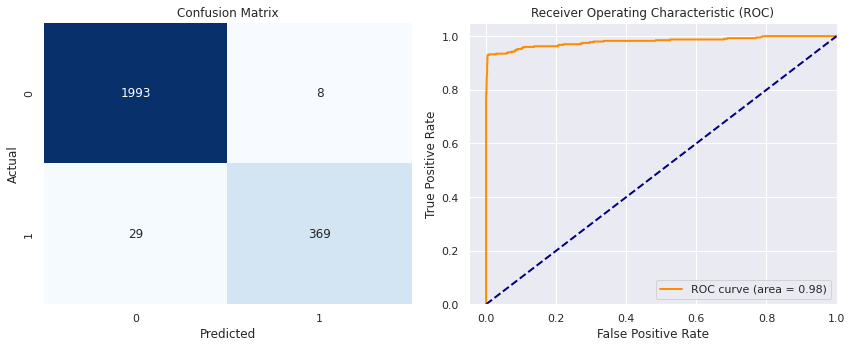 Confusion Matrix
Actual
0
1
1993
8
29
369
0
1
Predicted
Receiver Operating Characteristic (ROC)
True Positive Rate
1.0
0.8
0.6
0.4
0.2
0.0
0.0
0.2
0.4
0.6
0.8
1.0
False Positive Rate
ROC curve (area = 0.98)